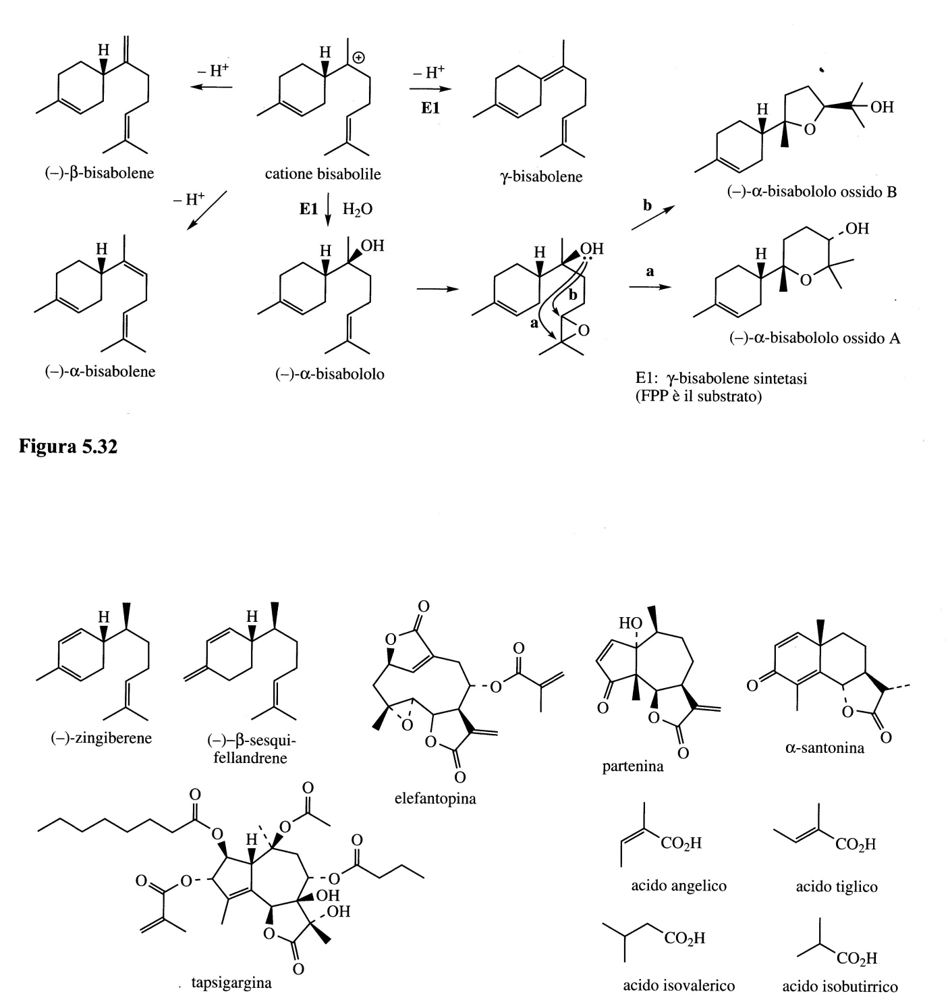 H
– H⁺
H
⊕
– H⁺
E1
H
O
OH
(–)-β-bisabolene
catione bisabolile
γ-bisabolene
(–)-α-bisabololo ossido B
– H⁺
E1
H₂O
b
H
H
OH
H
OH
b
a
O
a
H
O
OH
(–)-α-bisabolene
(–)-α-bisabololo
(–)-α-bisabololo ossido A
E1: γ-bisabolene sintetasi
(FPP è il substrato)
Figura 5.32
H
H
O
O
O
O
O
O
O
HO
O
O
O
O
O
O
(–)-zingiberene
(–)–β-sesqui-
fellandrene
elefantopina
partenina
α-santonina
O
O
H
O
O
O
O
O
O
O
OH
OH
O
O
tapsigargina
CO₂H
acido angelico
CO₂H
acido tiglico
CO₂H
acido isovalerico
CO₂H
acido isobutirrico